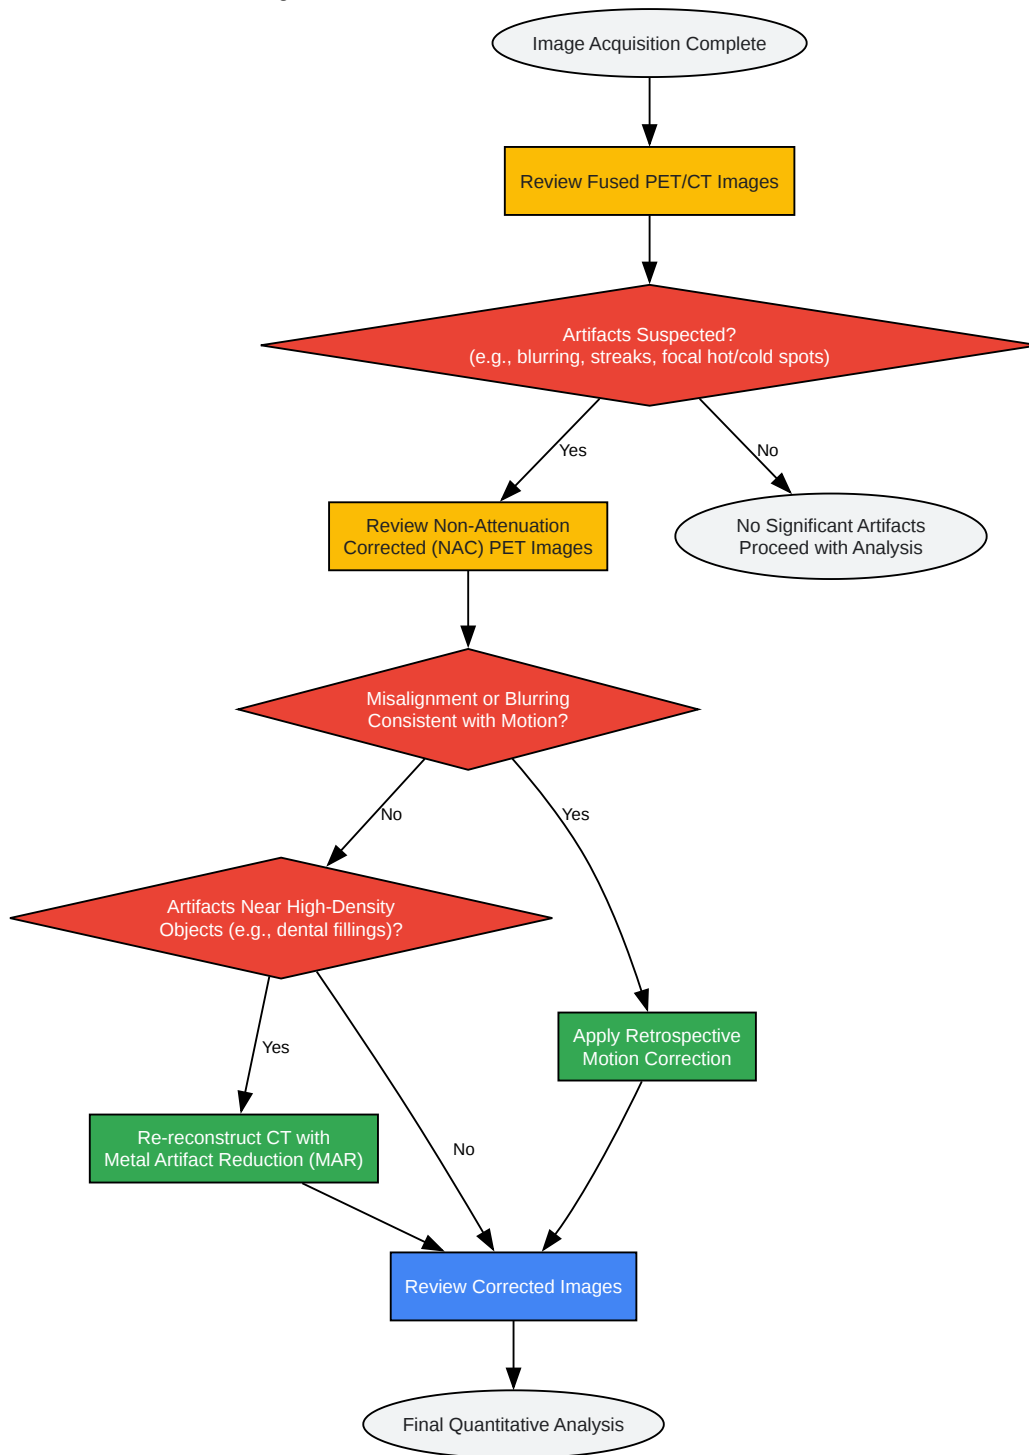 Image Acquisition Complete
Review Fused PET/CT Images
Artifacts Suspected?
(e.g., blurring, streaks, focal hot/cold spots)
Yes
No
Review Non-Attenuation
Corrected (NAC) PET Images
No Significant Artifacts
Proceed with Analysis
Misalignment or Blurring
Consistent with Motion?
No
Yes
Artifacts Near High-Density
Objects (e.g., dental fillings)?
Apply Retrospective
Motion Correction
Yes
Re-reconstruct CT with
Metal Artifact Reduction (MAR)
No
Review Corrected Images
Final Quantitative Analysis